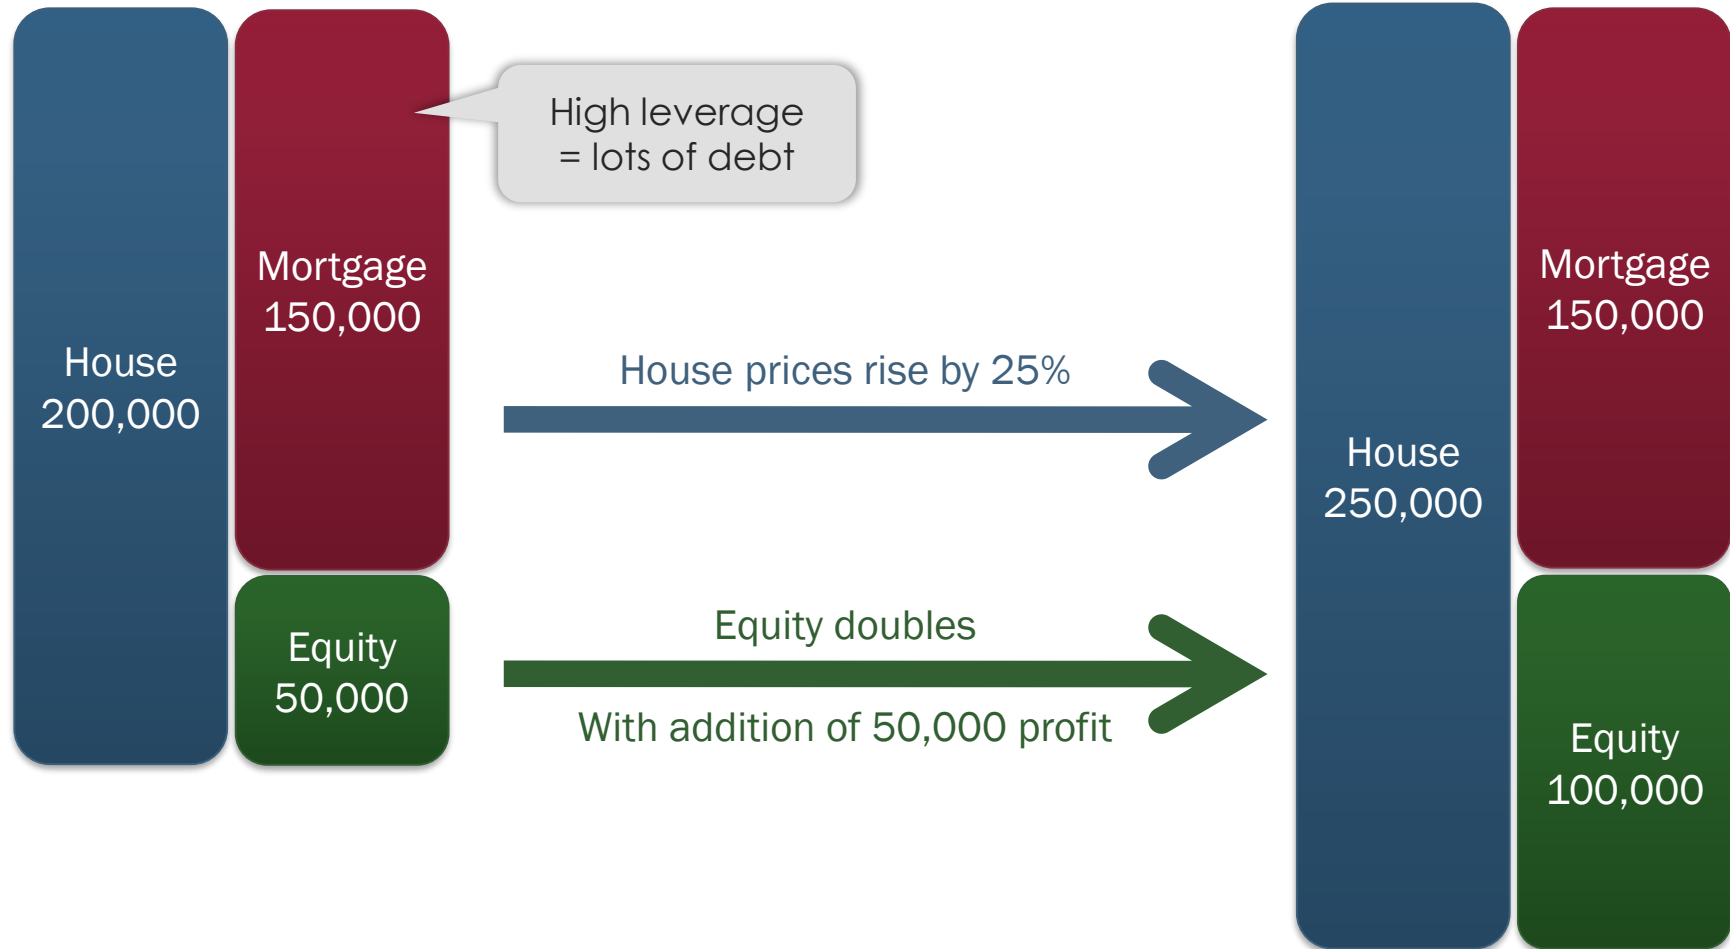 House
200,000
Mortgage
150,000
Equity
50,000
High leverage
= lots of debt
House prices rise by 25%
Equity doubles
With addition of 50,000 profit
House
250,000
Mortgage
150,000
Equity
100,000